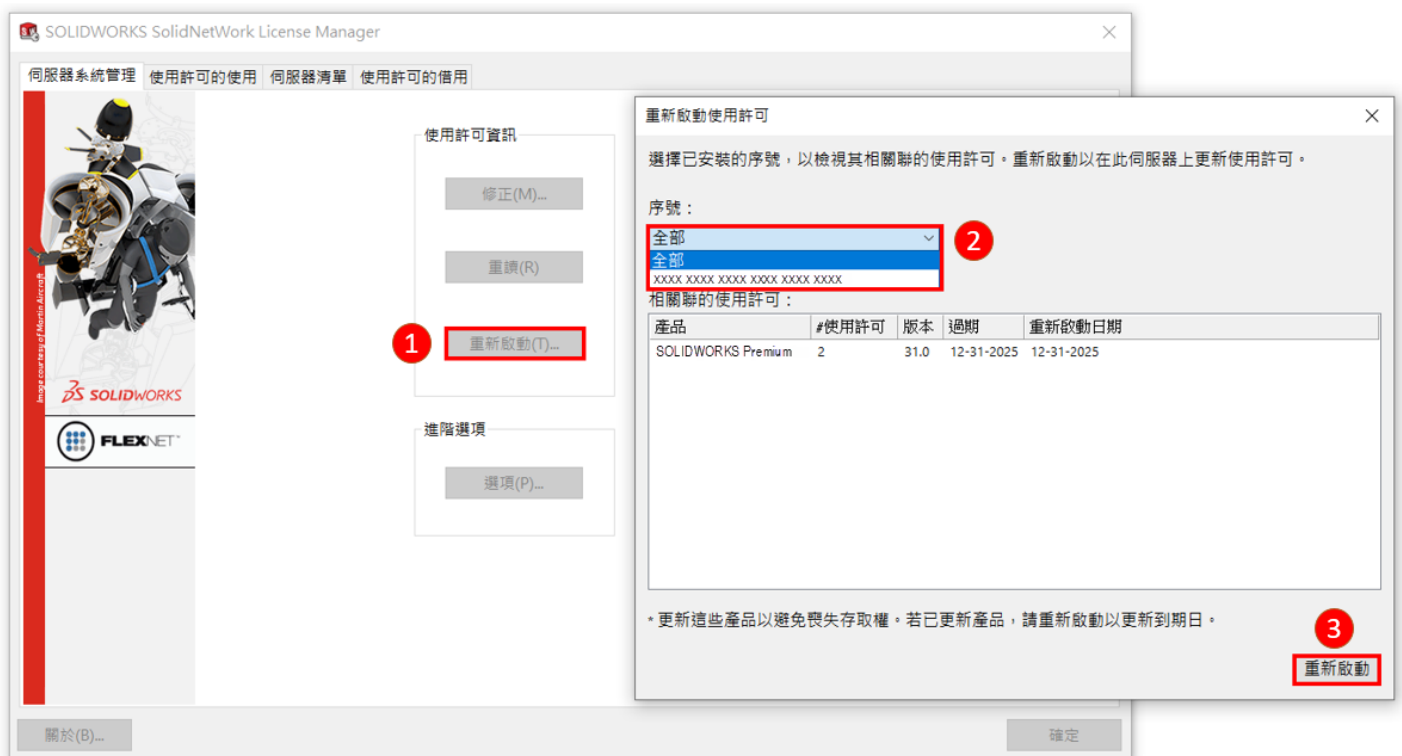 SOLIDWORKS SolidNetWork License Manager
伺服器系統管理 使用許可的使用 伺服器清單 使用許可的借用
Image courtesy of Martin Aircraft
SOLIDWORKS
FLEXNET
使用許可資訊
修正(M)...
重讀(R)
1
重新啟動(T)...
進階選項
選項(P)...
關於(B)...
確定
重新啟動使用許可
選擇已安裝的序號，以檢視其相關聯的使用許可。重新啟動以在此伺服器上更新使用許可。
序號：
全部
2
全部
XXXX XXXX XXXX XXXX XXXX XXXX
相關聯的使用許可：
產品 #使用許可 版本 過期 重新啟動日期
SOLIDWORKS Premium 2 31.0 12-31-2025 12-31-2025
* 更新這些產品以避免喪失存取權。若已更新產品，請重新啟動以更新到期日。
3
重新啟動